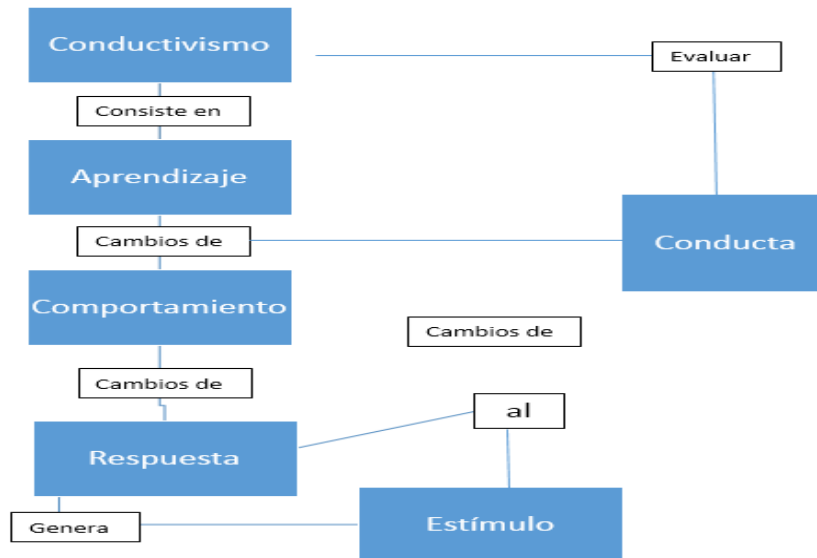 Conductivismo
Evaluar
Consiste en
Aprendizaje
Cambios de
Conducta
Comportamiento
Cambios de
Cambios de
al
Respuesta
Genera
Estímulo